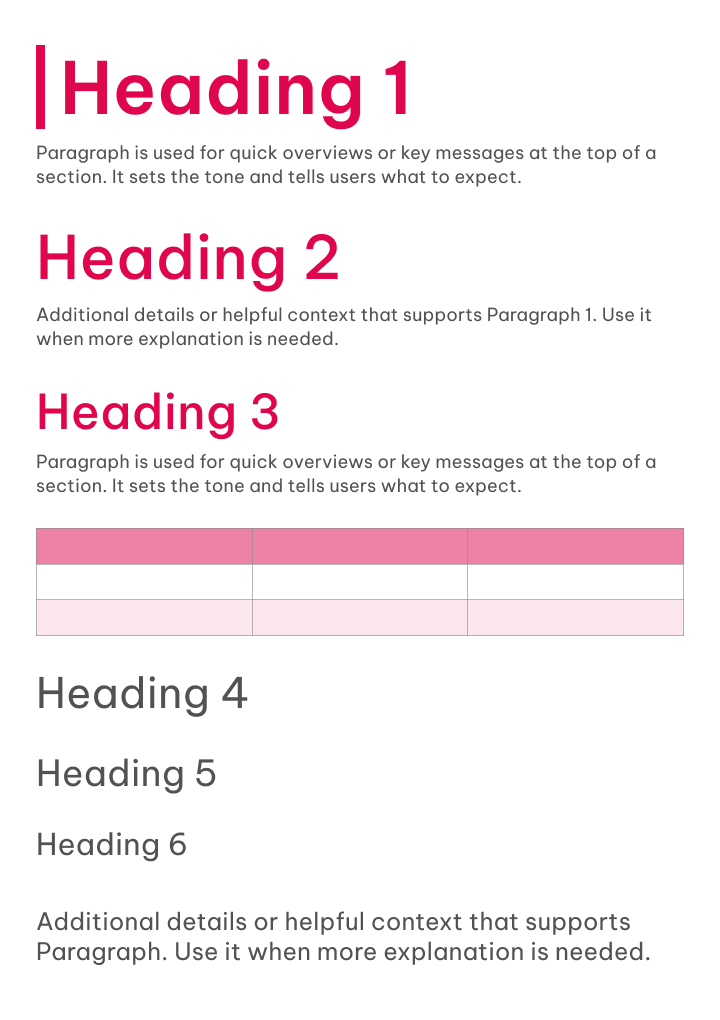 Heading 1
Paragraph is used for quick overviews or key messages at the top of a
section. It sets the tone and tells users what to expect.
Heading 2
Additional details or helpful context that supports Paragraph 1. Use it
when more explanation is needed.
Heading 3
Paragraph is used for quick overviews or key messages at the top of a
section. It sets the tone and tells users what to expect.
Heading 4
Heading 5
Heading 6
Additional details or helpful context that supports
Paragraph. Use it when more explanation is needed.